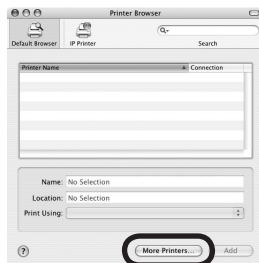 Printer Browser
Default Browser IP Printer Search
Printer Name Connection
Name: No Selection
Location: No Selection
Print Using:
? More Printers... Add